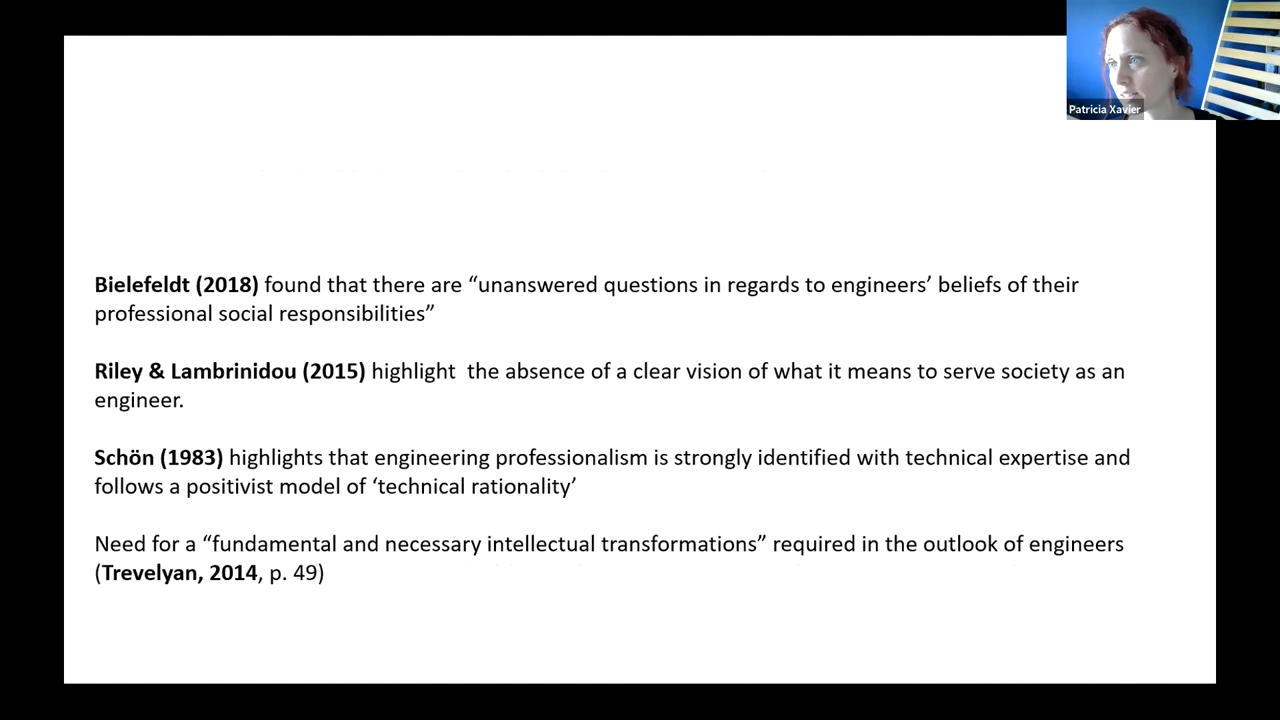 Patricia Xavier
Bielefeldt (2018) found that there are “unanswered questions in regards to engineers’ beliefs of their
professional social responsibilities”
Riley & Lambrinidou (2015) highlight  the absence of a clear vision of what it means to serve society as an
engineer.
Schön (1983) highlights that engineering professionalism is strongly identified with technical expertise and
follows a positivist model of ‘technical rationality’
Need for a “fundamental and necessary intellectual transformations” required in the outlook of engineers
(Trevelyan, 2014, p. 49)